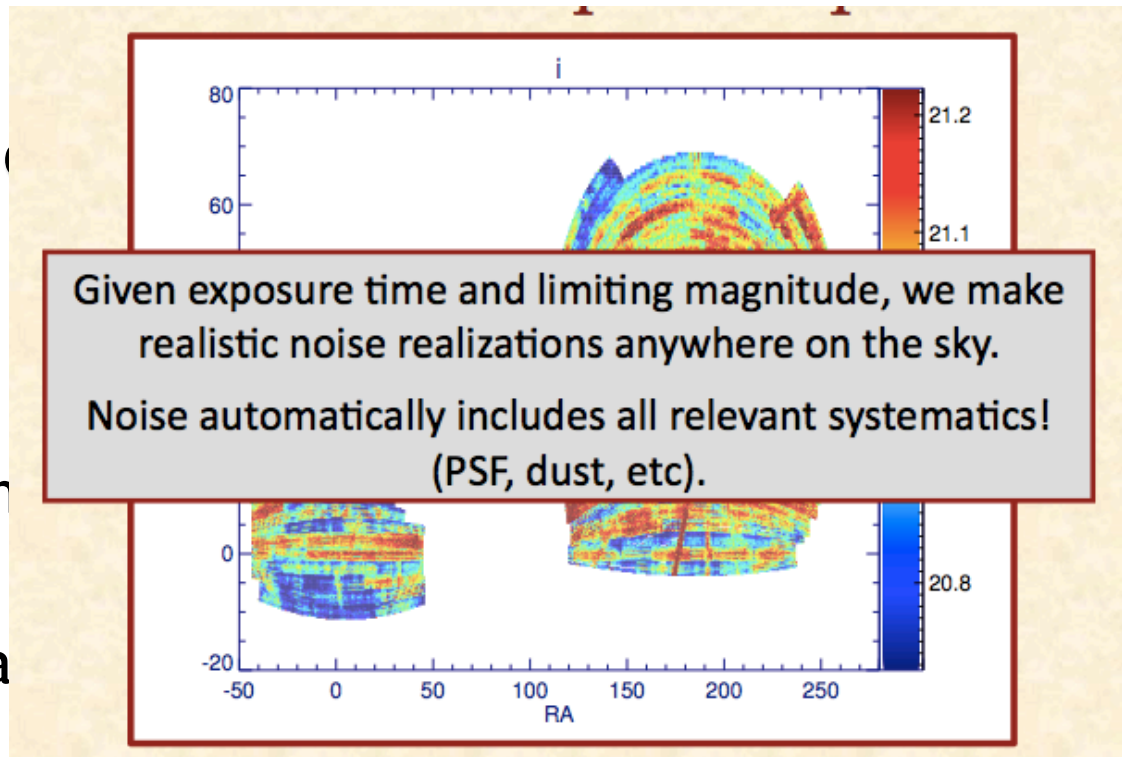 i
80
21.2
60
21.1
Given exposure time and limiting magnitude, we make
realistic noise realizations anywhere on the sky.
Noise automatically includes all relevant systematics!
(PSF, dust, etc).
0
20.8
-20
-50 0 50 100 150 200 250
RA